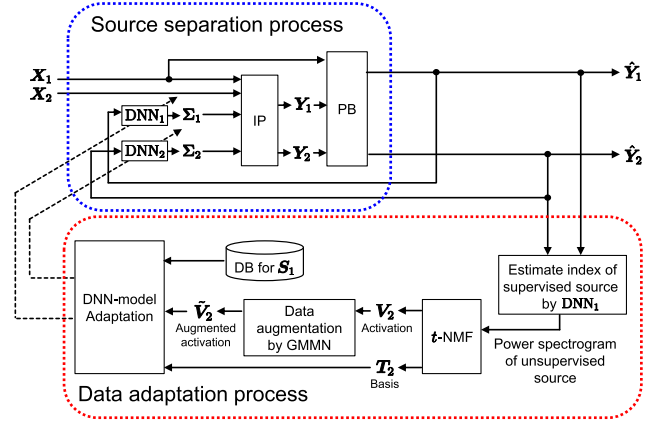 Source separation process
X₁
X₂
DNN₁
Σ₁
DNN₂
Σ₂
IP
Y₁
Y₂
PB
Ŷ₁
Ŷ₂
DB for S₁
DNN-model
Adaptation
Ṽ₂
Augmented
activation
Data
augmentation
by GMMN
V₂
Activation
T₂
Basis
t-NMF
Estimate index of
supervised source
by DNN₁
Power spectrogram
of unsupervised
source
Data adaptation process